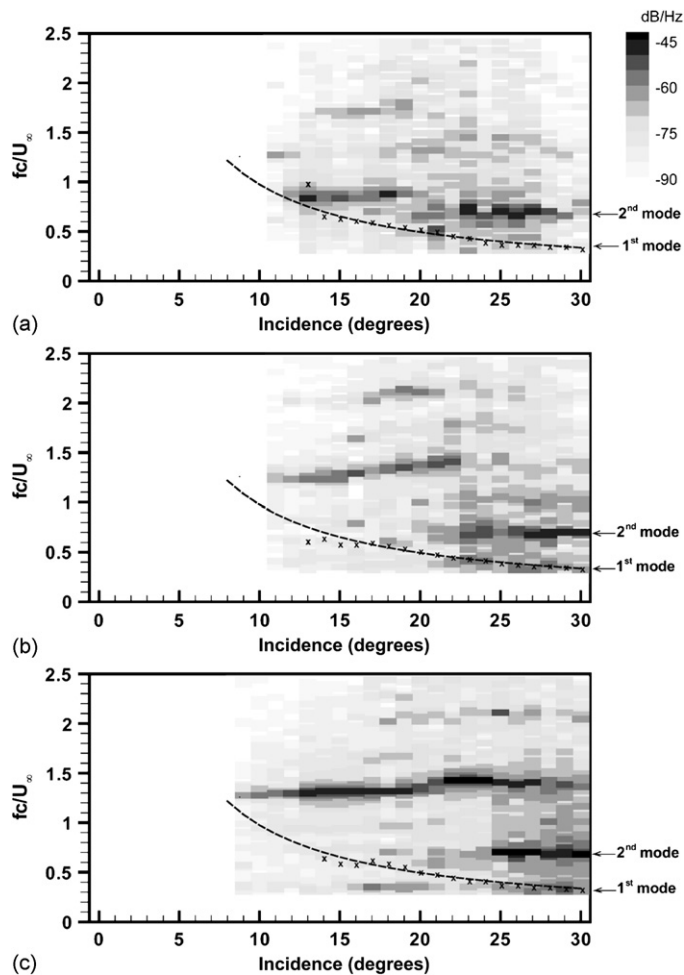 dB/Hz
-45
-60
-75
-90
2.5
2
1.5
1
0.5
0
fc/U∞
2nd mode
1st mode
0 5 10 15 20 25 30
(a) Incidence (degrees)
2.5
2
1.5
1
0.5
0
fc/U∞
2nd mode
1st mode
0 5 10 15 20 25 30
(b) Incidence (degrees)
2.5
2
1.5
1
0.5
0
fc/U∞
2nd mode
1st mode
0 5 10 15 20 25 30
(c) Incidence (degrees)